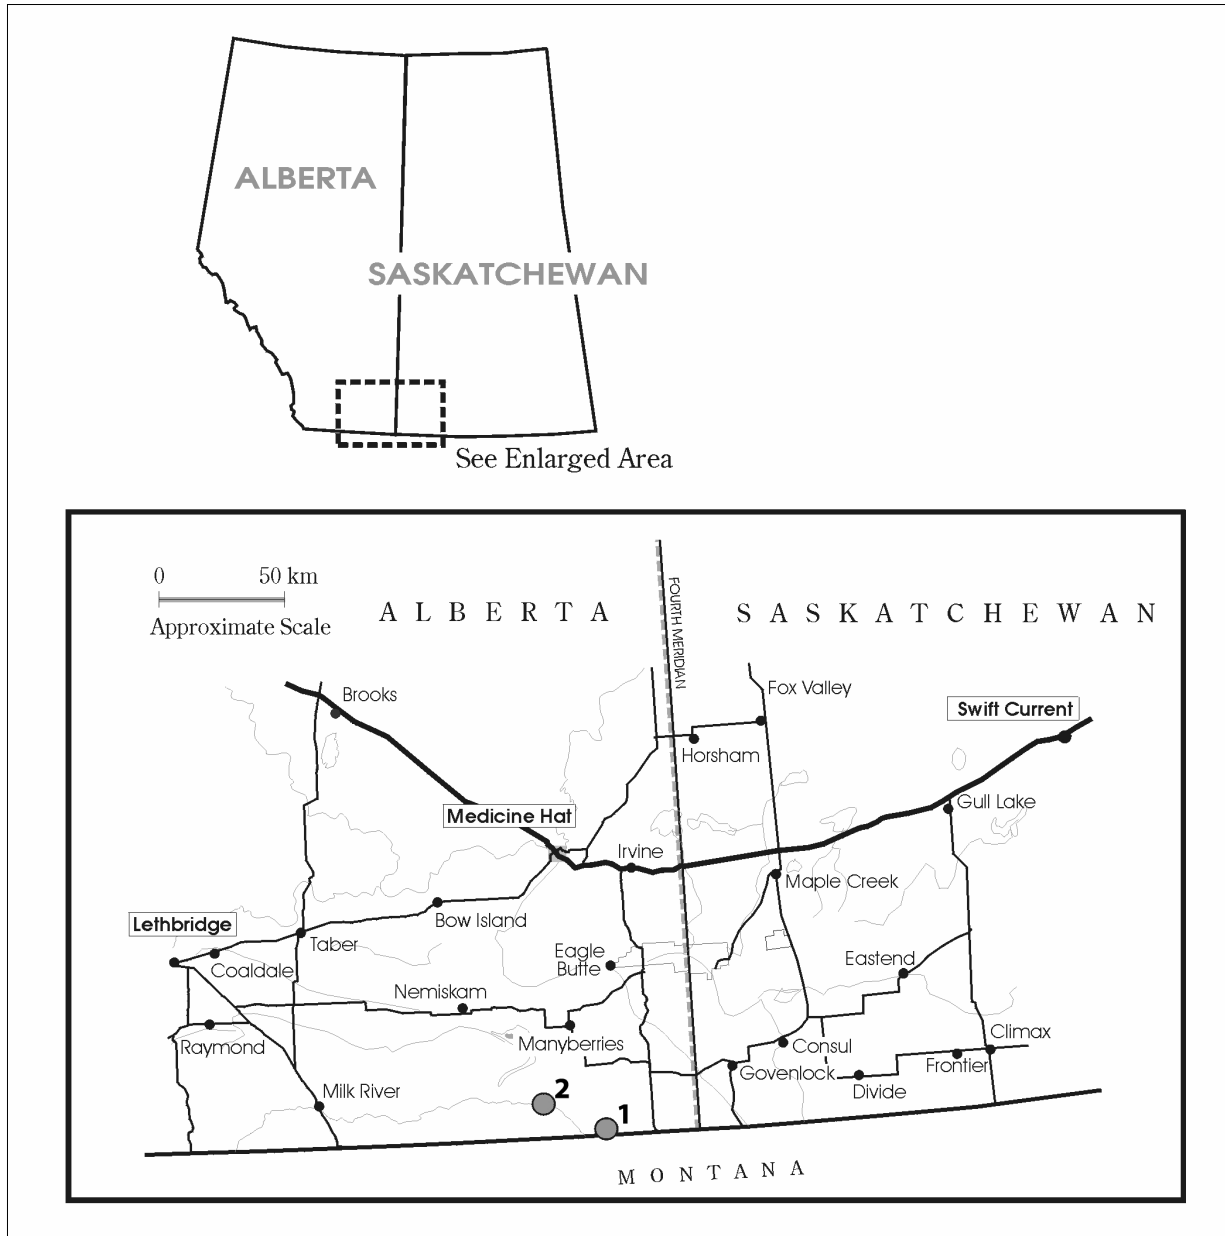 ALBERTA
SASKATCHEWAN
See Enlarged Area
0 50 km
Approximate Scale
A L B E R T A
S A S K A T C H E W A N
FOURTH MERIDIAN
Brooks
Fox Valley
Swift Current
Horsham
Medicine Hat
Gull Lake
Irvine
Maple Creek
Lethbridge
Bow Island
Taber
Coaldale
Eagle
Butte
Eastend
Nemiskam
Raymond
Manyberries
Consul
Climax
Govenlock
Frontier
Divide
Milk River
2
1
M O N T A N A